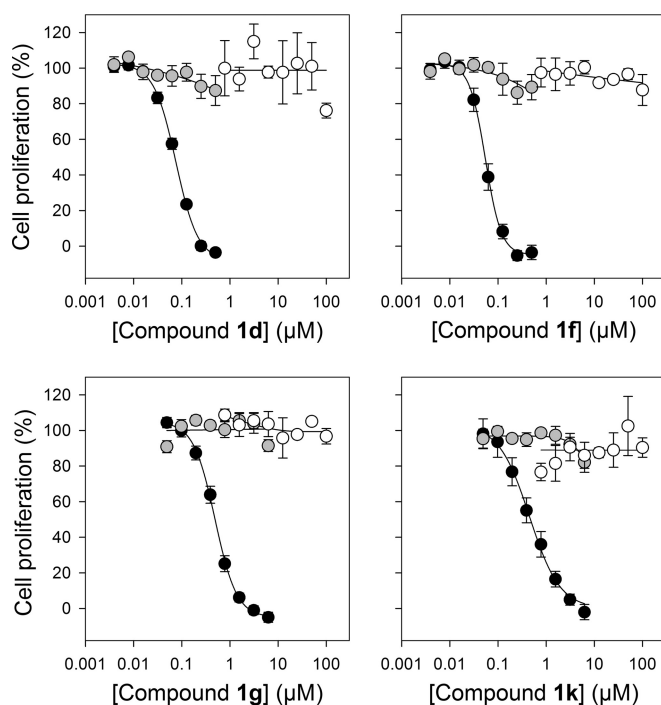 120
100
80
60
40
20
0
Cell proliferation (%)
0.001 0.01 0.1 1 10 100
[Compound 1d] (µM)
0.001 0.01 0.1 1 10 100
[Compound 1f] (µM)
120
100
80
60
40
20
0
Cell proliferation (%)
0.001 0.01 0.1 1 10 100
[Compound 1g] (µM)
0.001 0.01 0.1 1 10 100
[Compound 1k] (µM)